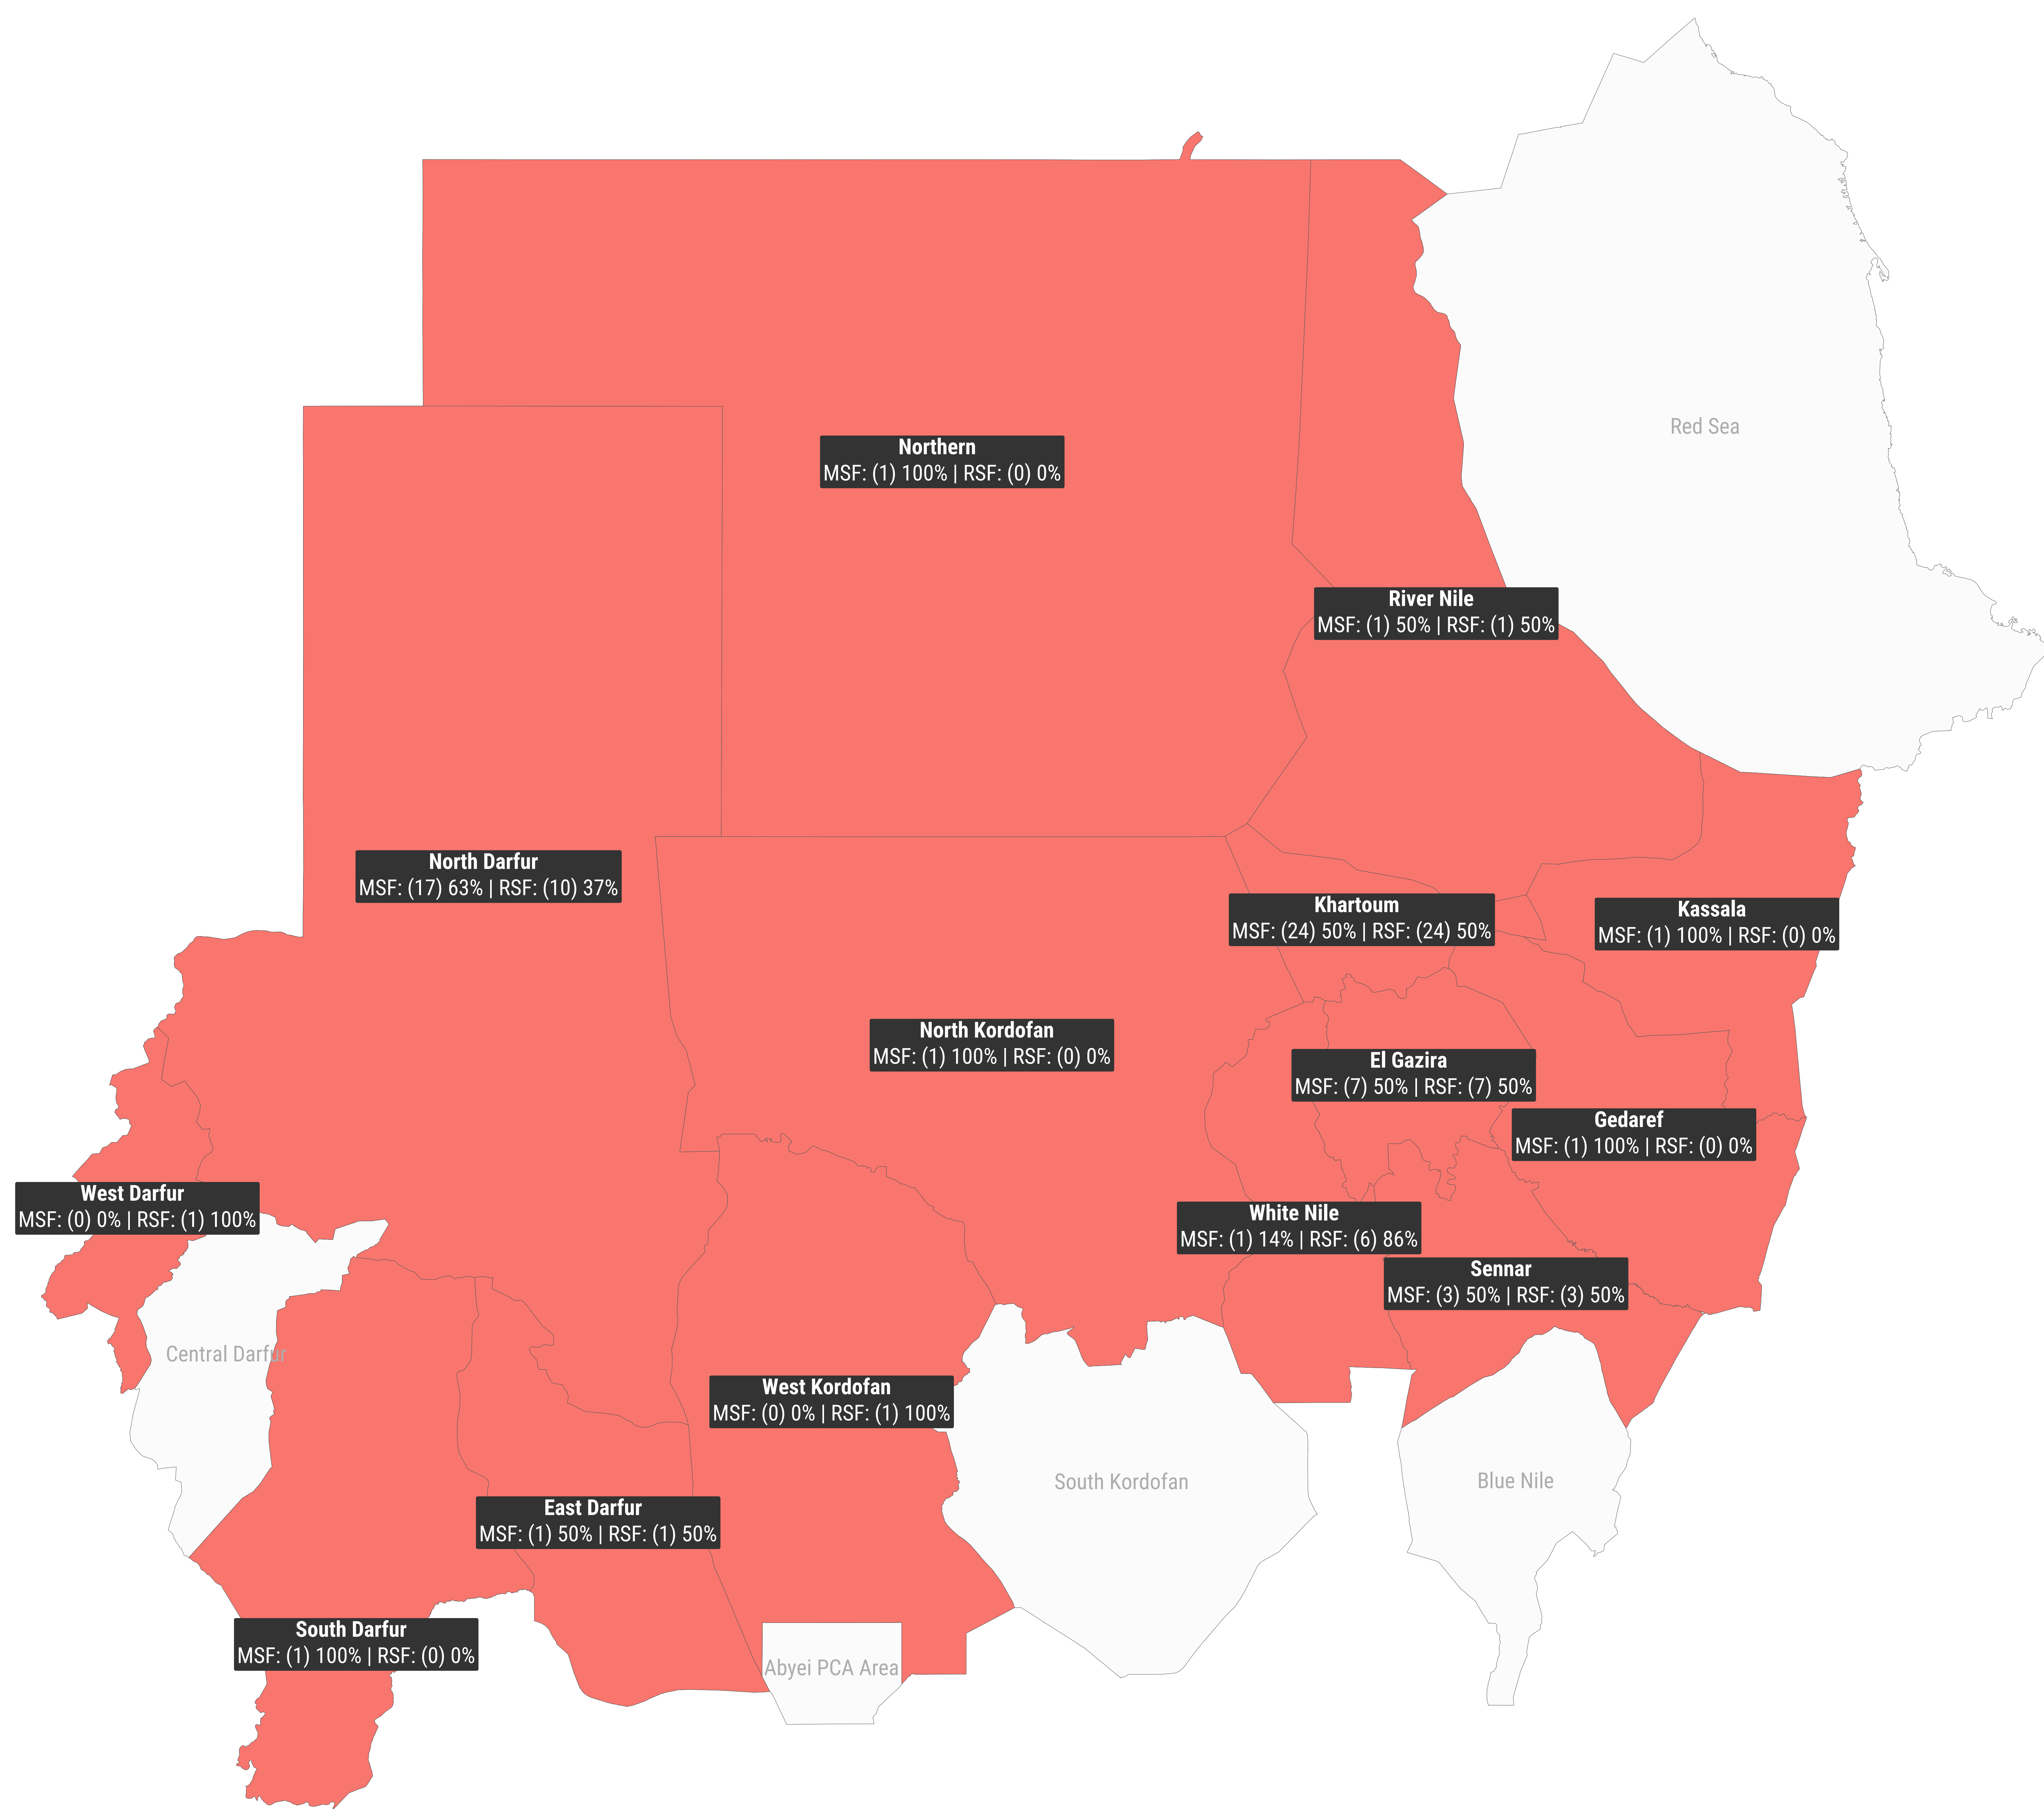 Red Sea
Northern
MSF: (1) 100% | RSF: (0) 0%
River Nile
MSF: (1) 50% | RSF: (1) 50%
North Darfur
MSF: (17) 63% | RSF: (10) 37%
Khartoum
MSF: (24) 50% | RSF: (24) 50%
Kassala
MSF: (1) 100% | RSF: (0) 0%
North Kordofan
MSF: (1) 100% | RSF: (0) 0%
El Gazira
MSF: (7) 50% | RSF: (7) 50%
Gedaref
MSF: (1) 100% | RSF: (0) 0%
West Darfur
MSF: (0) 0% | RSF: (1) 100%
White Nile
MSF: (1) 14% | RSF: (6) 86%
Sennar
MSF: (3) 50% | RSF: (3) 50%
Central Darfur
West Kordofan
MSF: (0) 0% | RSF: (1) 100%
South Kordofan
Blue Nile
East Darfur
MSF: (1) 50% | RSF: (1) 50%
South Darfur
MSF: (1) 100% | RSF: (0) 0%
Abyei PCA Area